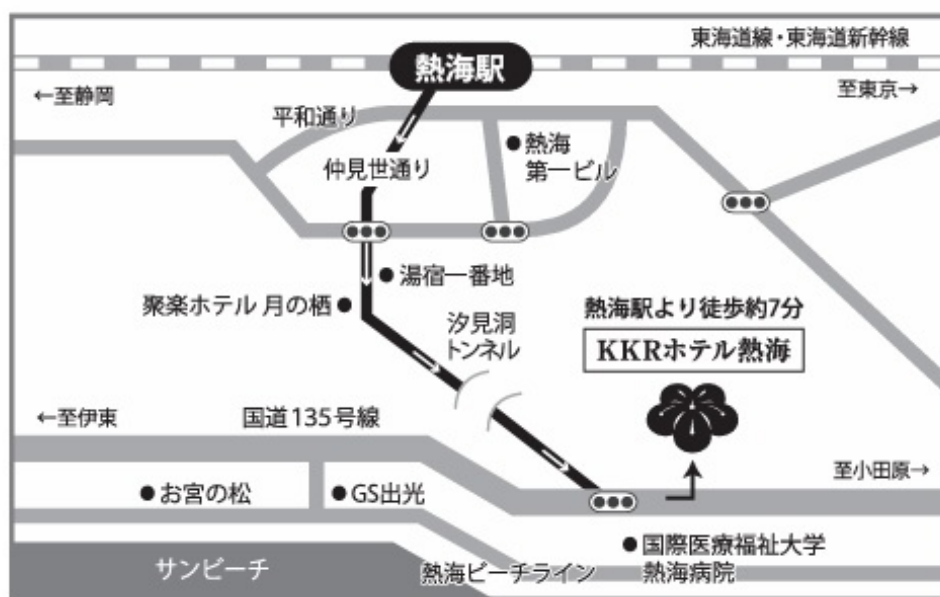 東海道線・東海道新幹線
熱海駅
←至静岡
至東京→
平和通り
熱海
第一ビル
仲見世通り
湯宿一番地
聚楽ホテル 月の栖
汐見洞
トンネル
熱海駅より徒歩約7分
KKRホテル熱海
←至伊東
国道135号線
至小田原→
お宮の松
GS出光
国際医療福祉大学
熱海病院
サンビーチ
熱海ビーチライン